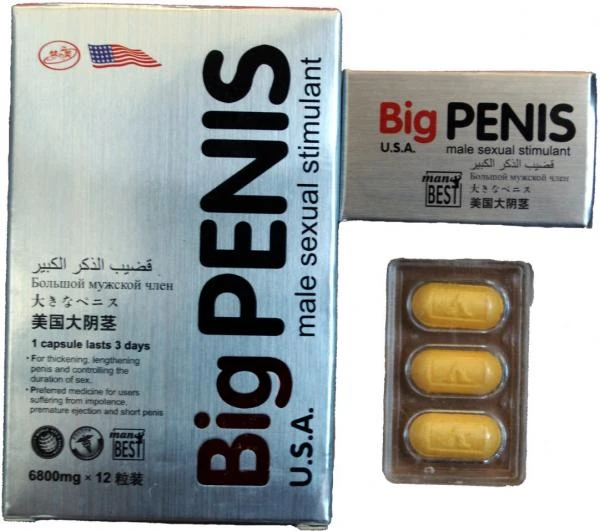 Big PENIS
U.S.A.
male sexual stimulant
قضيب الذكر الكبير
Большой мужской член
大きなペニス
美国大阴茎
1 capsule lasts 3 days
• For thickening, lengthening
penis and controlling the
duration of sex.
• Preferred medicine for users
suffering from impotence,
premature ejection and short penis
man's
BEST
6800mg × 12 粒装
Big PENIS
U.S.A.
male sexual stimulant
قضيب الذكر الكبير
man's
BEST
Большой мужской член
大きなペニス
美国大阴茎